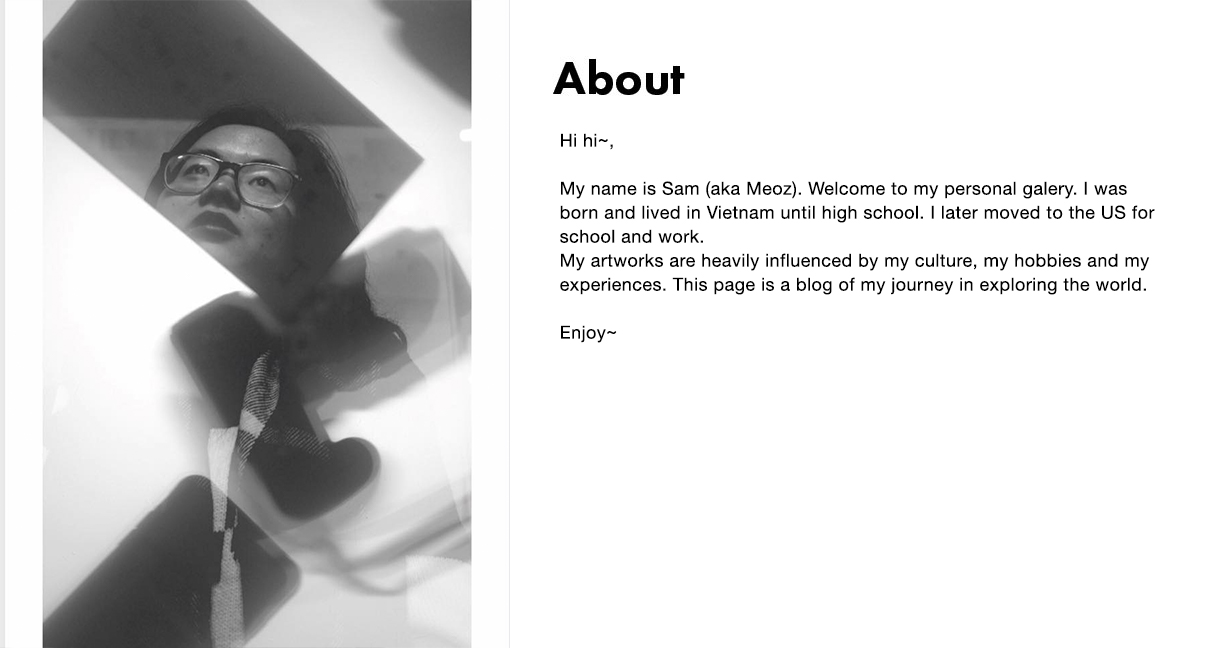 About
Hi hi~,
My name is Sam (aka Meoz). Welcome to my personal galery. I was
born and lived in Vietnam until high school. I later moved to the US for
school and work.
My artworks are heavily influenced by my culture, my hobbies and my
experiences. This page is a blog of my journey in exploring the world.
Enjoy~